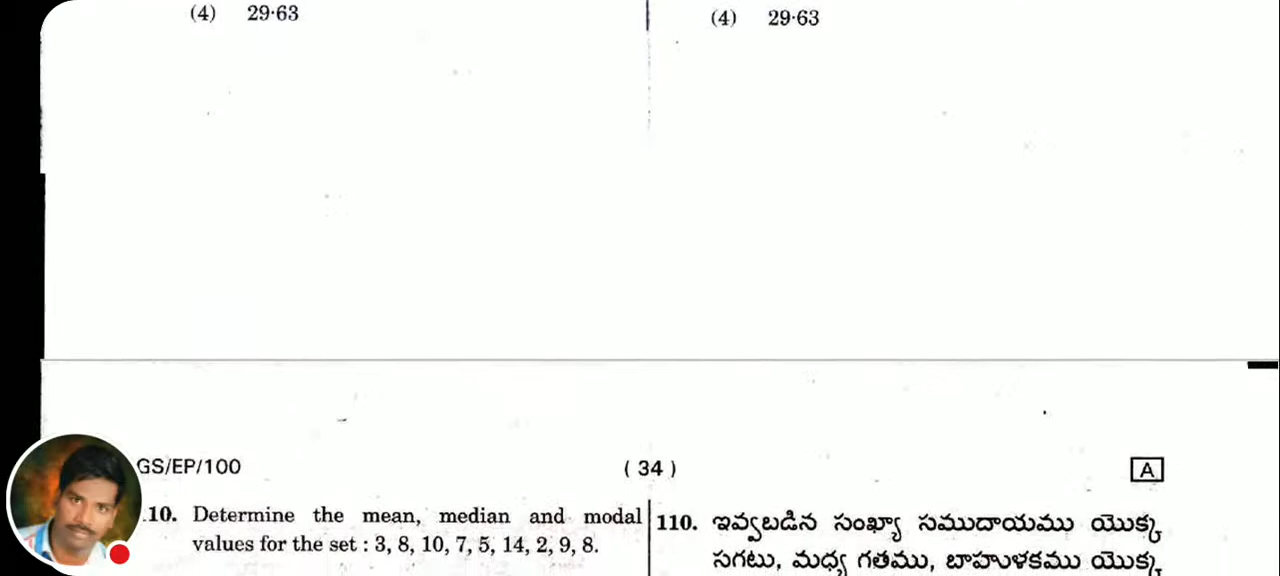 (4) 29·63
(4) 29·63
GS/EP/100
( 34 )
A
.10. Determine the mean, median and modal
values for the set : 3, 8, 10, 7, 5, 14, 2, 9, 8.
110. ఇవ్వబడిన సంఖ్యా సముదాయము యొక్క
సగటు, మధ్య గతము, బాహుళకము యొక్క